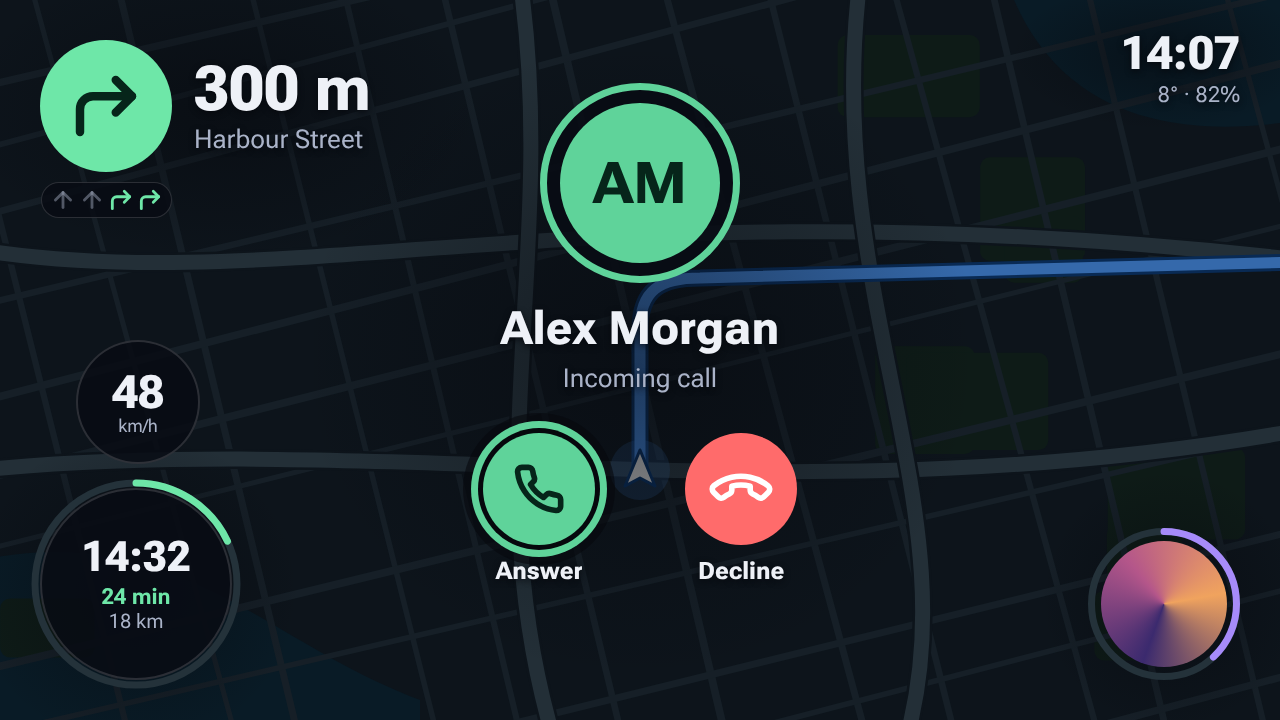 300 m
Harbour Street
14:07
8° · 82%
AM
Alex Morgan
Incoming call
48
km/h
Answer
Decline
14:32
24 min
18 km